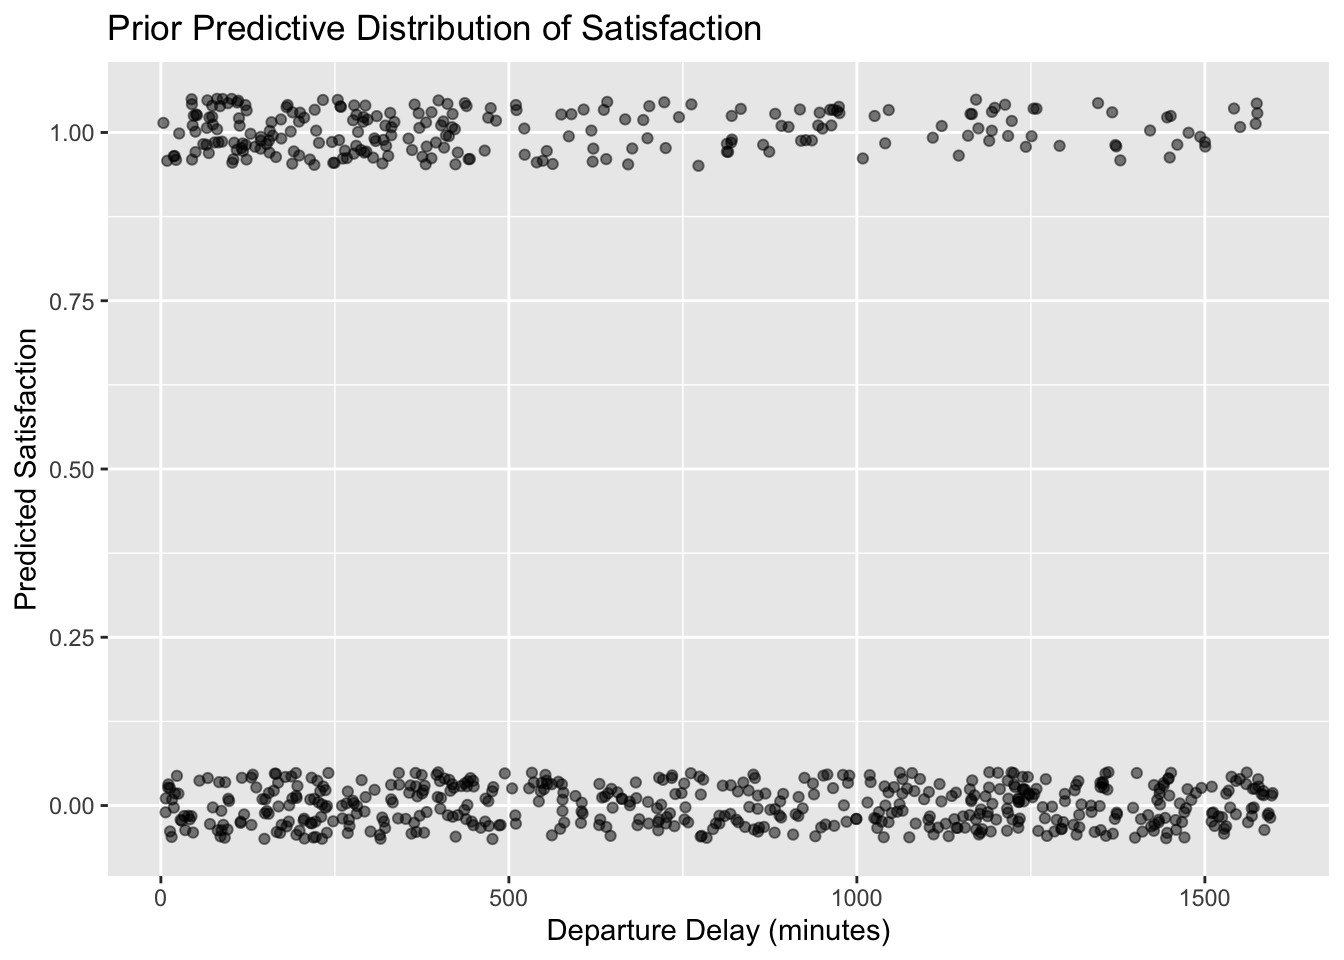 Prior Predictive Distribution of Satisfaction
1.00
0.75
0.50
0.25
0.00
Predicted Satisfaction
0 500 1000 1500
Departure Delay (minutes)